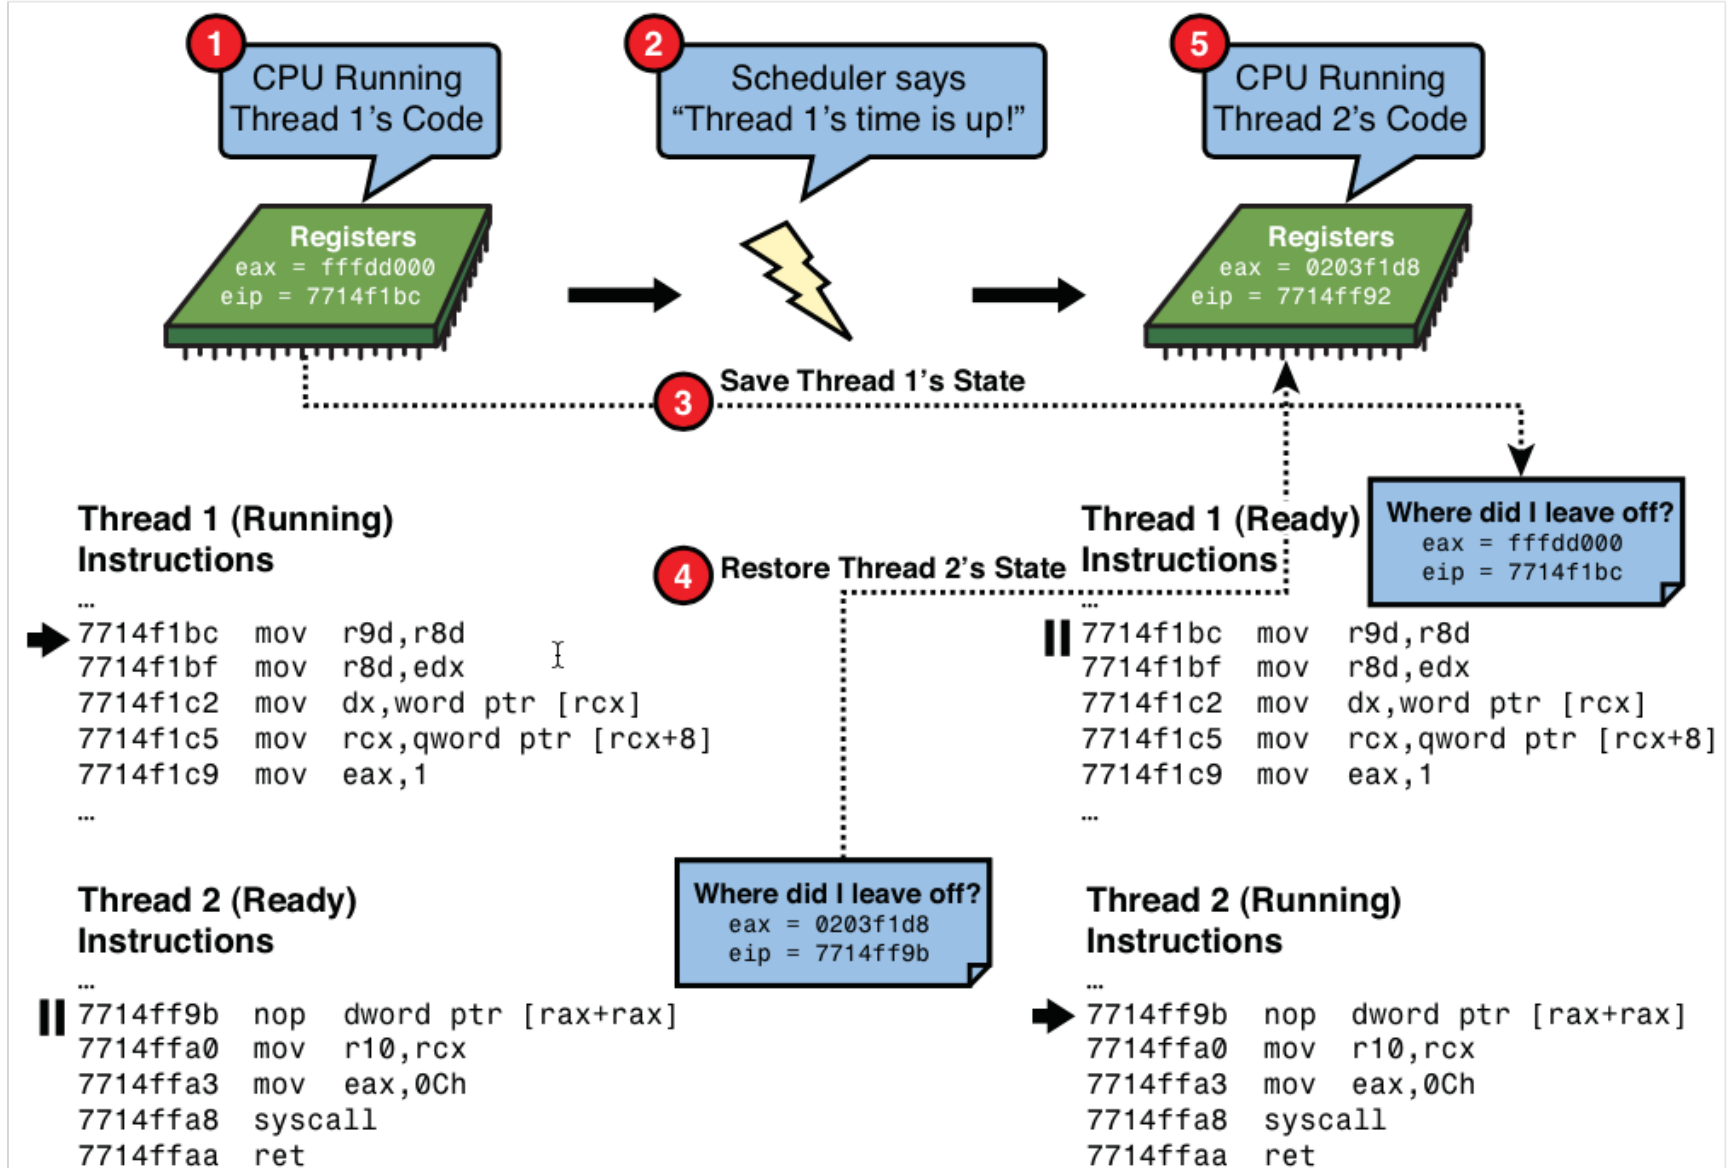 1
CPU Running
Thread 1's Code
2
Scheduler says
“Thread 1's time is up!”
5
CPU Running
Thread 2's Code
Registers
eax = fffdd000
eip = 7714f1bc
Registers
eax = 0203f1d8
eip = 7714ff92
3
Save Thread 1's State
4
Restore Thread 2's State
Thread 1 (Running)
Instructions
…
7714f1bc mov r9d,r8d
7714f1bf mov r8d,edx
7714f1c2 mov dx,word ptr [rcx]
7714f1c5 mov rcx,qword ptr [rcx+8]
7714f1c9 mov eax,1
…
Thread 1 (Ready)
Instructions
…
7714f1bc mov r9d,r8d
7714f1bf mov r8d,edx
7714f1c2 mov dx,word ptr [rcx]
7714f1c5 mov rcx,qword ptr [rcx+8]
7714f1c9 mov eax,1
…
Where did I leave off?
eax = fffdd000
eip = 7714f1bc
Thread 2 (Ready)
Instructions
…
7714ff9b nop dword ptr [rax+rax]
7714ffa0 mov r10,rcx
7714ffa3 mov eax,0Ch
7714ffa8 syscall
7714ffaa ret
Where did I leave off?
eax = 0203f1d8
eip = 7714ff9b
Thread 2 (Running)
Instructions
…
7714ff9b nop dword ptr [rax+rax]
7714ffa0 mov r10,rcx
7714ffa3 mov eax,0Ch
7714ffa8 syscall
7714ffaa ret